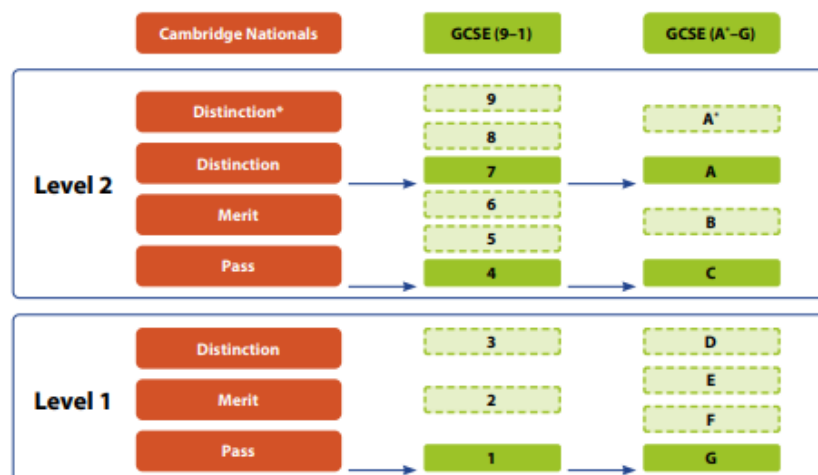 Cambridge Nationals GCSE (9–1) GCSE (A*–G)
Level 2
Distinction*
Distinction
Merit
Pass
9
8
7
6
5
4
A*
A
B
C
Level 1
Distinction
Merit
Pass
3
2
1
D
E
F
G